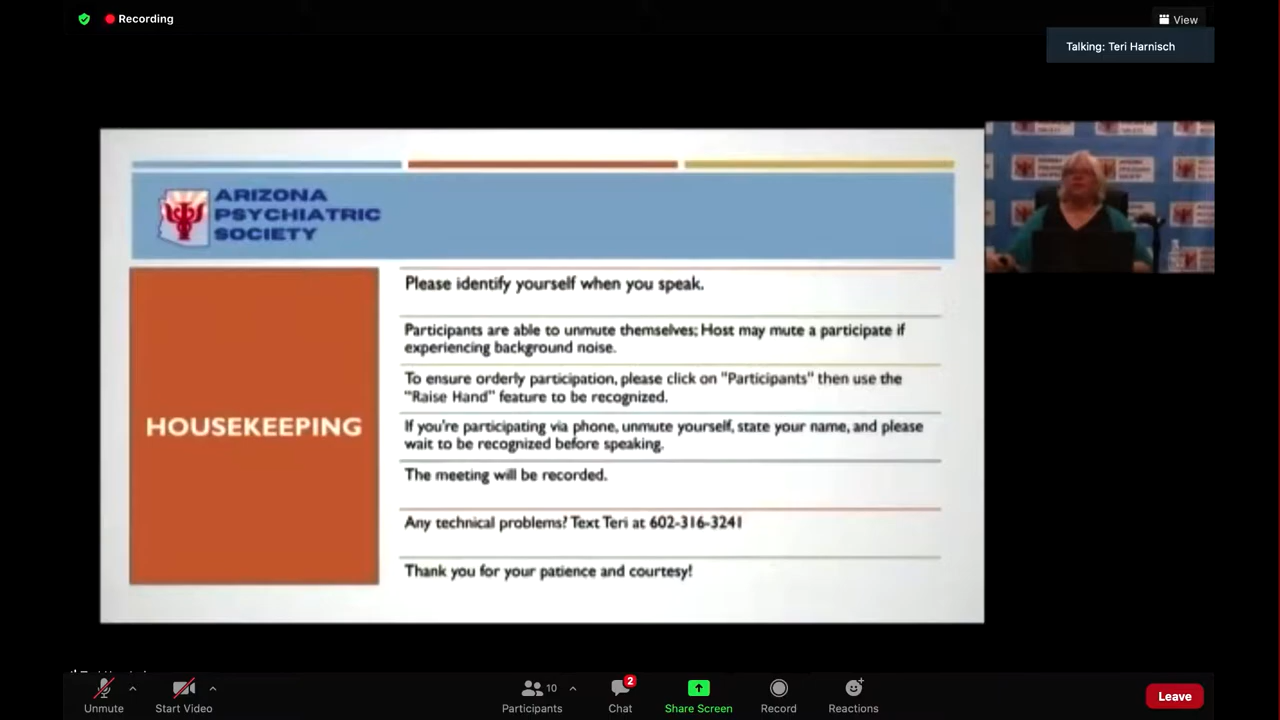 Recording
View
Talking: Teri Harnisch
ARIZONA
PSYCHIATRIC
SOCIETY
HOUSEKEEPING
Please identify yourself when you speak.
Participants are able to unmute themselves; Host may mute a participate if
experiencing background noise.
To ensure orderly participation, please click on "Participants" then use the
"Raise Hand" feature to be recognized.
If you're participating via phone, unmute yourself, state your name, and please
wait to be recognized before speaking.
The meeting will be recorded.
Any technical problems? Text Teri at 602-316-3241
Thank you for your patience and courtesy!
Unmute
Start Video
10
Participants
2
Chat
Share Screen
Record
Reactions
Leave